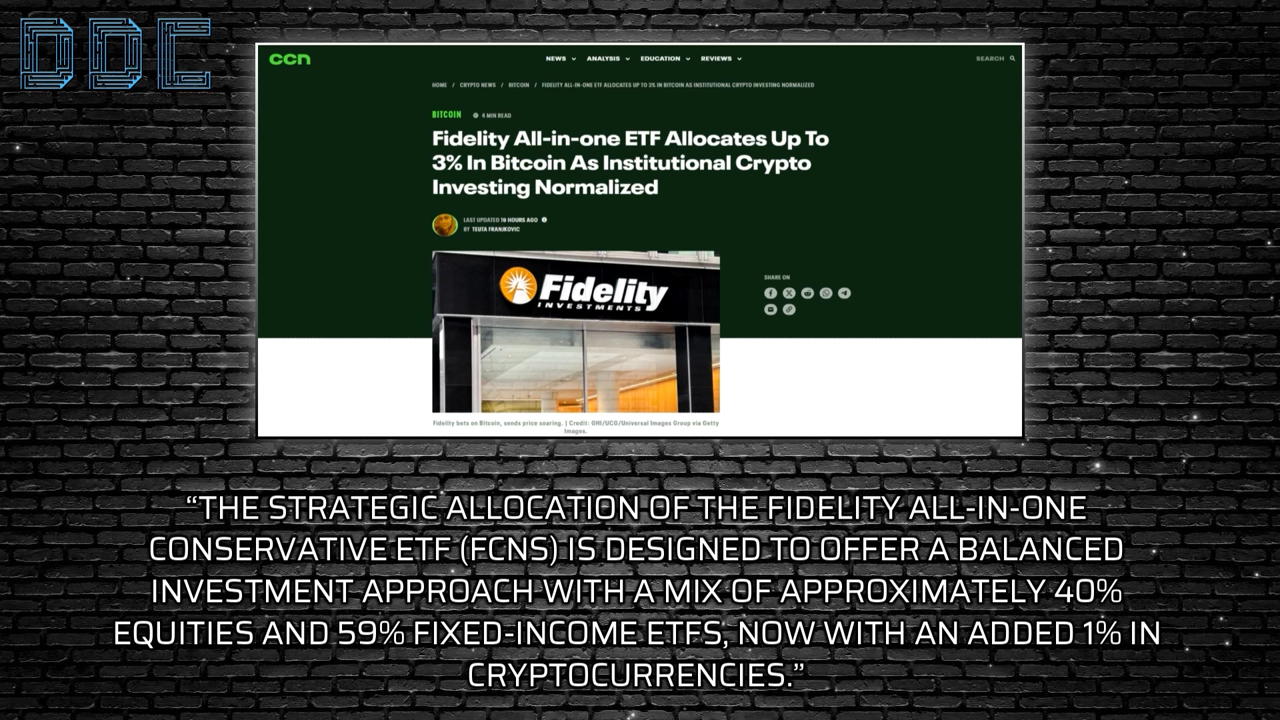 DDC
ccn
NEWS ANALYSIS EDUCATION REVIEWS
SEARCH
HOME / CRYPTO NEWS / BITCOIN / FIDELITY ALL-IN-ONE ETF ALLOCATES UP TO 3% IN BITCOIN AS INSTITUTIONAL CRYPTO INVESTING NORMALIZED
BITCOIN 4 MIN READ
Fidelity All-in-one ETF Allocates Up To
3% In Bitcoin As Institutional Crypto
Investing Normalized
LAST UPDATED 19 HOURS AGO
BY TEUTA FRANJKOVIC
Fidelity
INVESTMENTS
SHARE ON
Fidelity bets on Bitcoin, sends price soaring. | Credit: GHI/UCG/Universal Images Group via Getty
Images.
“THE STRATEGIC ALLOCATION OF THE FIDELITY ALL-IN-ONE
CONSERVATIVE ETF (FCNS) IS DESIGNED TO OFFER A BALANCED
INVESTMENT APPROACH WITH A MIX OF APPROXIMATELY 40%
EQUITIES AND 59% FIXED-INCOME ETFS, NOW WITH AN ADDED 1% IN
CRYPTOCURRENCIES.”